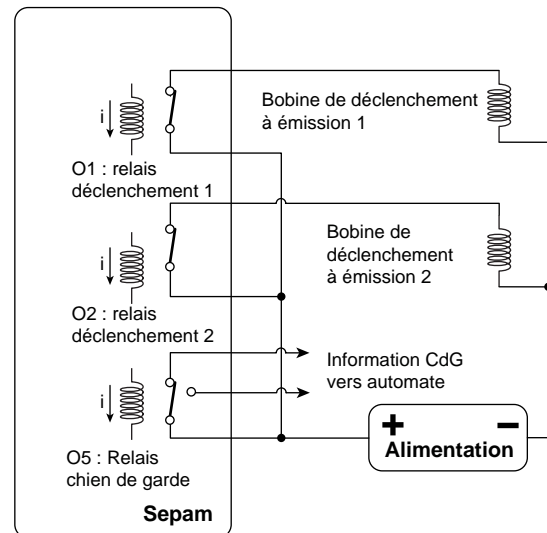 Bobine de déclenchement
à émission 1
i
O1 : relais
déclenchement 1
Bobine de
déclenchement
à émission 2
i
O2 : relais
déclenchement 2
Information CdG
vers automate
i
+ –
Alimentation
O5 : Relais
chien de garde
Sepam